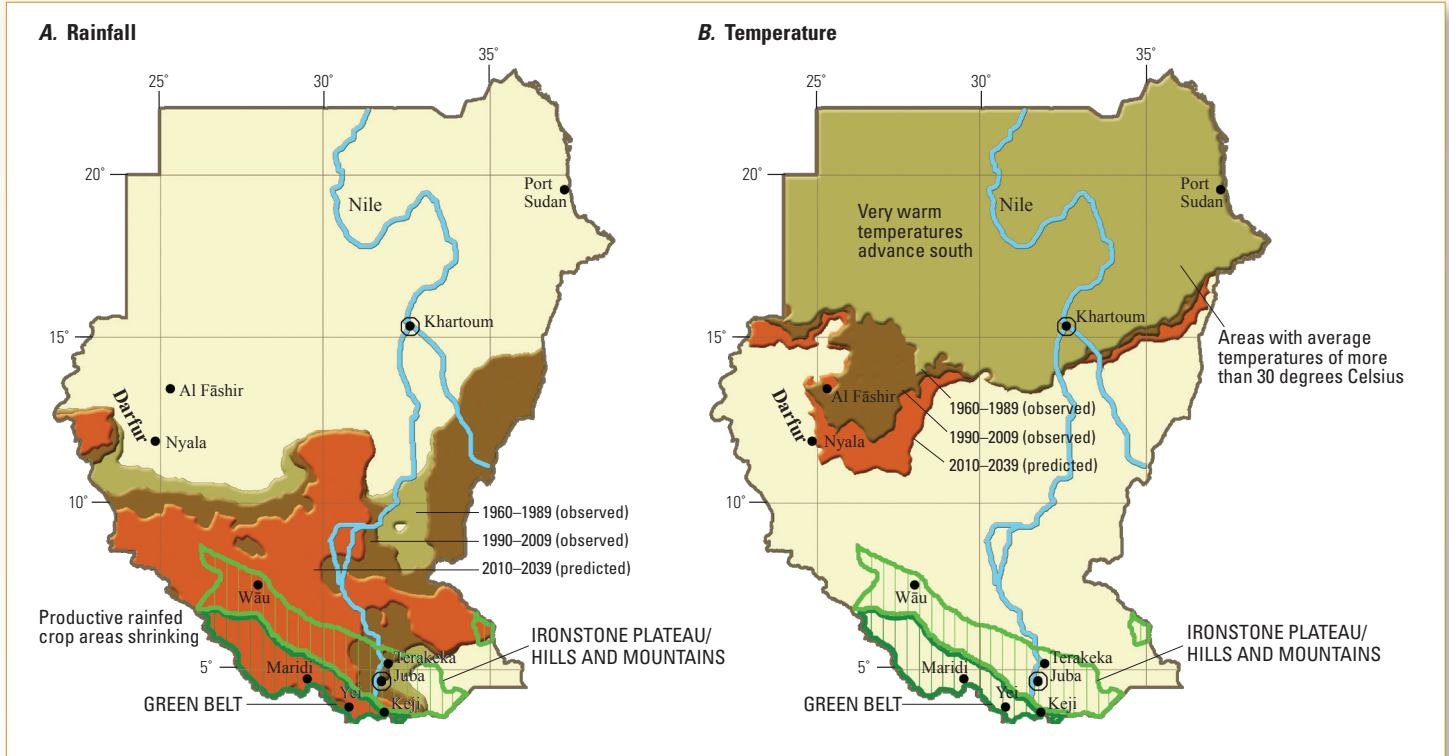 A. Rainfall
25°
30°
35°
20°
15°
10°
5°
Nile
Port
Sudan
Khartoum
Al Fāshir
Darfur
Nyala
1960–1989 (observed)
1990–2009 (observed)
2010–2039 (predicted)
Wāu
Productive rainfed
crop areas shrinking
IRONSTONE PLATEAU/
HILLS AND MOUNTAINS
Terakeka
Maridi
Juba
Yei
GREEN BELT
Keji
B. Temperature
25°
30°
35°
20°
15°
10°
5°
Port
Sudan
Nile
Very warm
temperatures
advance south
Khartoum
Areas with average
temperatures of more
than 30 degrees Celsius
Al Fāshir
Darfur
Nyala
1960–1989 (observed)
1990–2009 (observed)
2010–2039 (predicted)
Wāu
IRONSTONE PLATEAU/
HILLS AND MOUNTAINS
Terakeka
Maridi
Juba
Yei
GREEN BELT
Keji